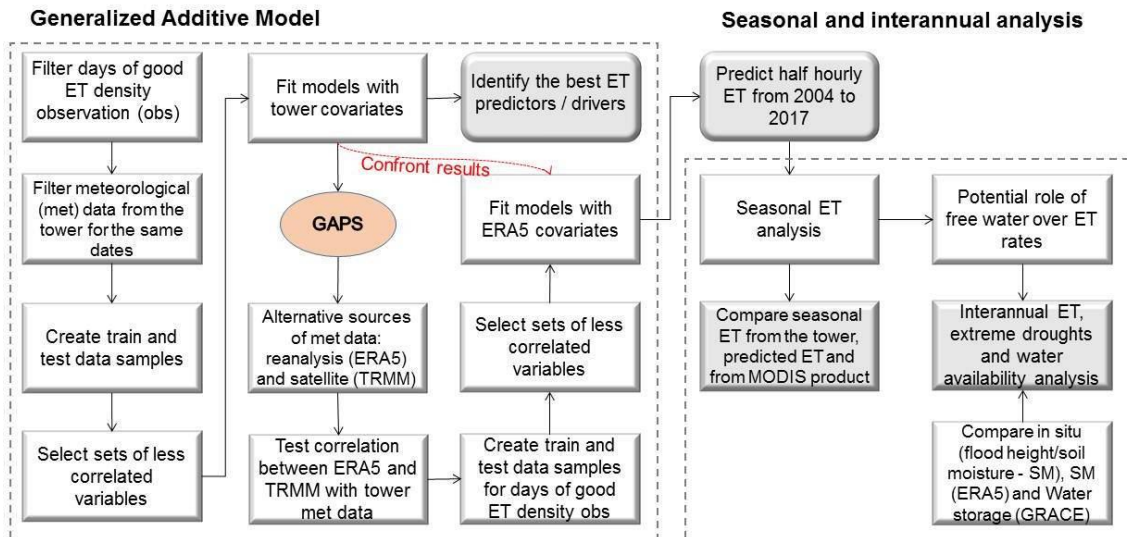 Generalized Additive Model
Filter days of good
ET density
observation (obs)
Filter meteorological
(met) data from the
tower for the same
dates
Create train and
test data samples
Select sets of less
correlated
variables
Fit models with
tower covariates
Confront results
GAPS
Alternative sources
of met data:
reanalysis (ERA5)
and satellite (TRMM)
Test correlation
between ERA5 and
TRMM with tower
met data
Identify the best ET
predictors / drivers
Fit models with
ERA5 covariates
Select sets of less
correlated
variables
Create train and
test data samples
for days of good
ET density obs
Seasonal and interannual analysis
Predict half hourly
ET from 2004 to
2017
Seasonal ET
analysis
Compare seasonal
ET from the tower,
predicted ET and
from MODIS product
Potential role of
free water over ET
rates
Interannual ET,
extreme droughts
and water
availability analysis
Compare in situ
(flood height/soil
moisture - SM), SM
(ERA5) and Water
storage (GRACE)